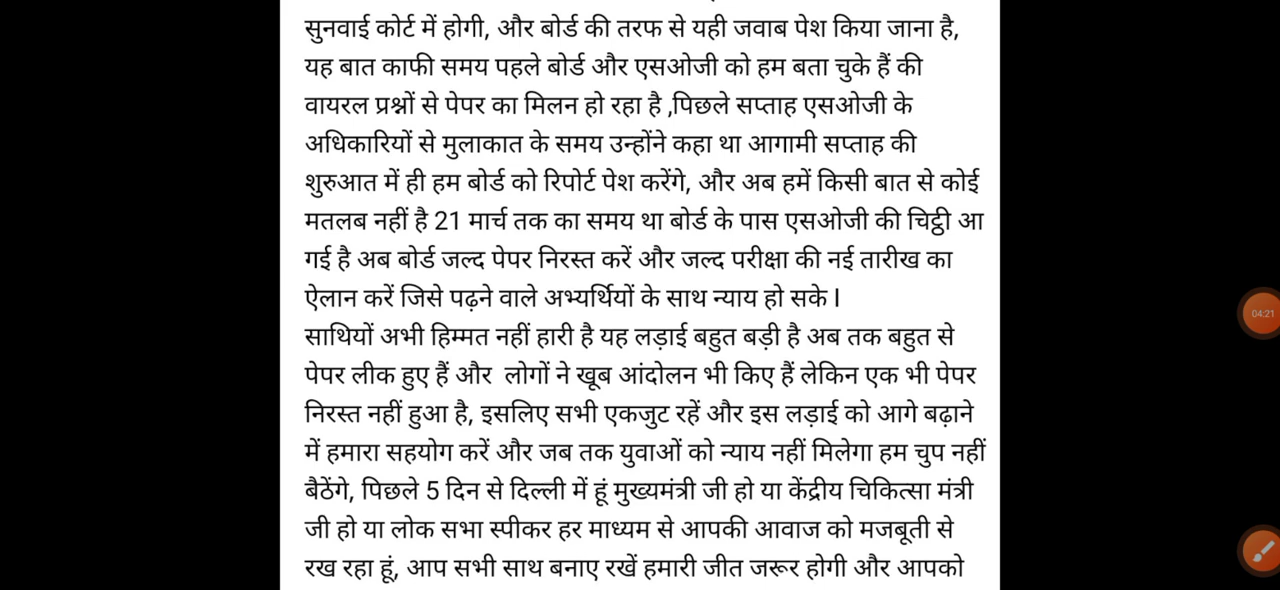 सुनवाई कोर्ट में होगी, और बोर्ड की तरफ से यही जवाब पेश किया जाना है,
यह बात काफी समय पहले बोर्ड और एसओजी को हम बता चुके हैं की
वायरल प्रश्नों से पेपर का मिलन हो रहा है ,पिछले सप्ताह एसओजी के
अधिकारियों से मुलाकात के समय उन्होंने कहा था आगामी सप्ताह की
शुरुआत में ही हम बोर्ड को रिपोर्ट पेश करेंगे, और अब हमें किसी बात से कोई
मतलब नहीं है 21 मार्च तक का समय था बोर्ड के पास एसओजी की चिट्ठी आ
गई है अब बोर्ड जल्द पेपर निरस्त करें और जल्द परीक्षा की नई तारीख का
ऐलान करें जिसे पढ़ने वाले अभ्यर्थियों के साथ न्याय हो सके l
साथियों अभी हिम्मत नहीं हारी है यह लड़ाई बहुत बड़ी है अब तक बहुत से
पेपर लीक हुए हैं और लोगों ने खूब आंदोलन भी किए हैं लेकिन एक भी पेपर
निरस्त नहीं हुआ है, इसलिए सभी एकजुट रहें और इस लड़ाई को आगे बढ़ाने
में हमारा सहयोग करें और जब तक युवाओं को न्याय नहीं मिलेगा हम चुप नहीं
बैठेंगे, पिछले 5 दिन से दिल्ली में हूं मुख्यमंत्री जी हो या केंद्रीय चिकित्सा मंत्री
जी हो या लोक सभा स्पीकर हर माध्यम से आपकी आवाज को मजबूती से
रख रहा हूं, आप सभी साथ बनाए रखें हमारी जीत जरूर होगी और आपको
04:21